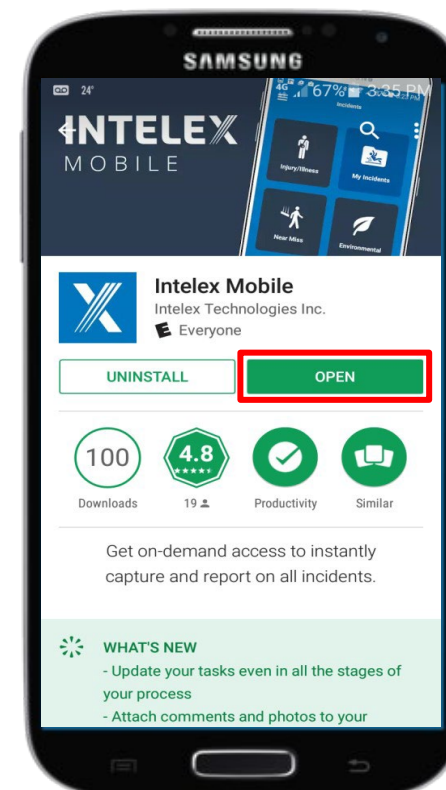 SAMSUNG
24°
4G
67%
3:35 PM
Incidents
INTELEX
MOBILE
Injury/Illness
My Incidents
Near Miss
Environmental
Intelex Mobile
Intelex Technologies Inc.
E Everyone
UNINSTALL
OPEN
100
4.8
Downloads
19
Productivity
Similar
Get on-demand access to instantly
capture and report on all incidents.
WHAT'S NEW
- Update your tasks even in all the stages of
your process
- Attach comments and photos to your